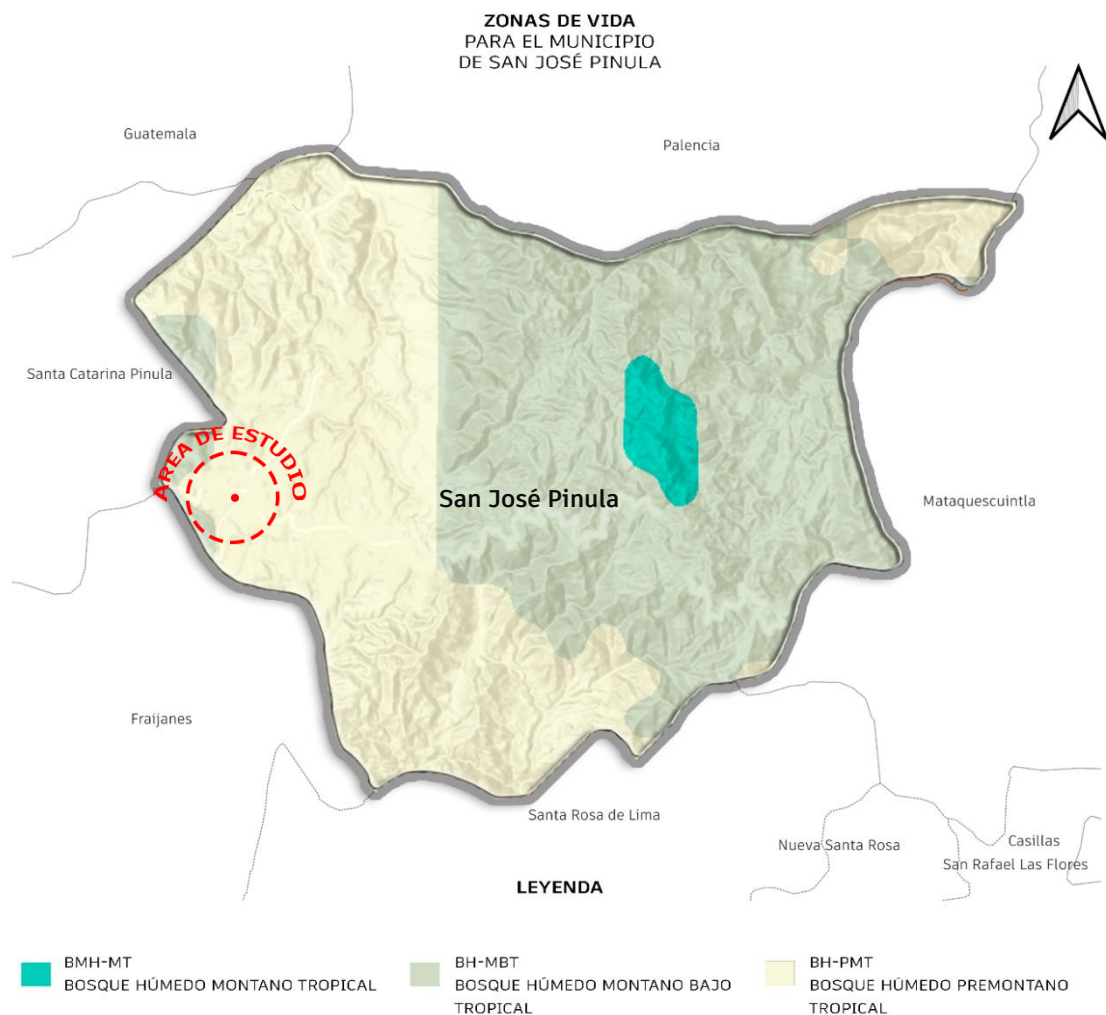 ZONAS DE VIDA
PARA EL MUNICIPIO
DE SAN JOSÉ PINULA
Guatemala
Palencia
Santa Catarina Pinula
AREA DE ESTUDIO
San José Pinula
Mataquescuintla
Fraijanes
Santa Rosa de Lima
Nueva Santa Rosa
Casillas
San Rafael Las Flores
LEYENDA
BMH-MT
BOSQUE HÚMEDO MONTANO TROPICAL
BH-MBT
BOSQUE HÚMEDO MONTANO BAJO
TROPICAL
BH-PMT
BOSQUE HÚMEDO PREMONTANO
TROPICAL